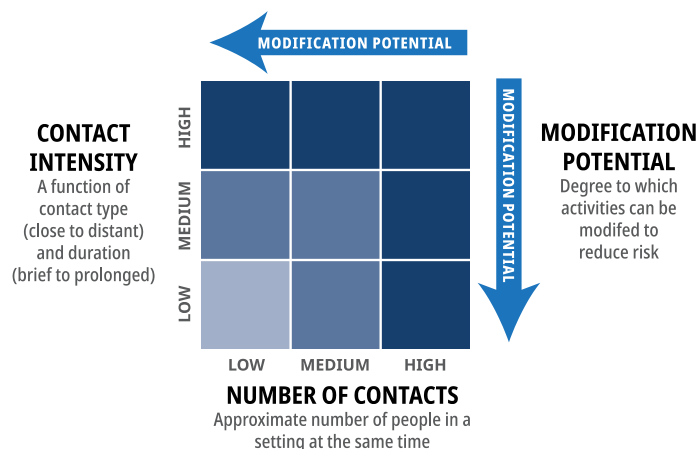 MODIFICATION POTENTIAL
CONTACT
INTENSITY
A function of
contact type
(close to distant)
and duration
(brief to prolonged)
HIGH
MEDIUM
LOW
MODIFICATION POTENTIAL
MODIFICATION
POTENTIAL
Degree to which
activities can be
modifed to
reduce risk
LOW
MEDIUM
HIGH
NUMBER OF CONTACTS
Approximate number of people in a
setting at the same time